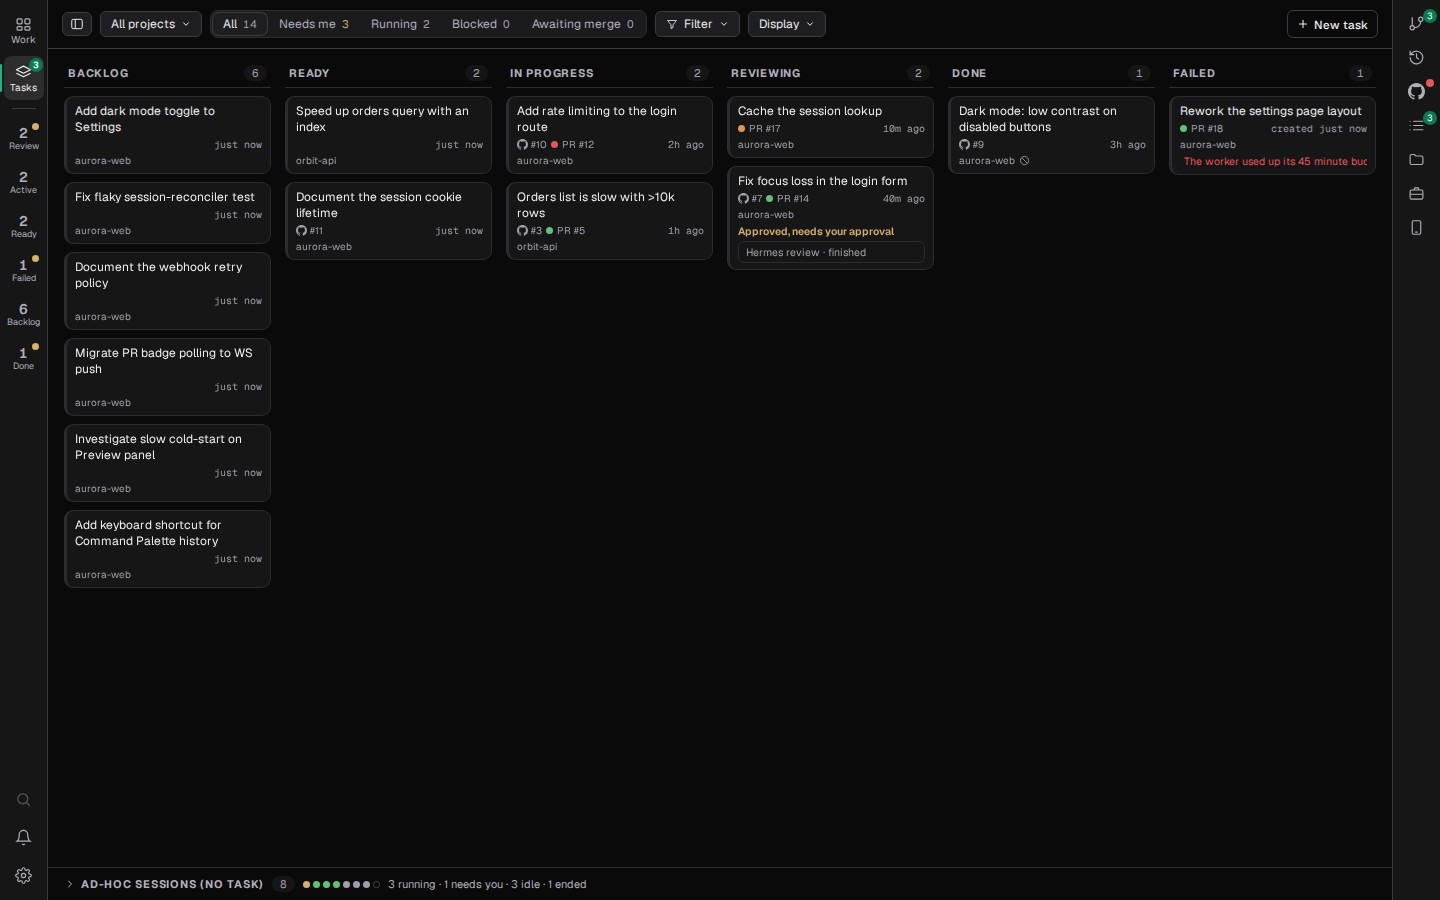 Work
3
Tasks
2
Review
2
Active
2
Ready
1
Failed
6
Backlog
1
Done
All projects
All 14
Needs me 3
Running 2
Blocked 0
Awaiting merge 0
Filter
Display
+ New task
BACKLOG 6
Add dark mode toggle to
Settings
just now
aurora-web
Fix flaky session-reconciler test
just now
aurora-web
Document the webhook retry
policy
just now
aurora-web
Migrate PR badge polling to WS
push
just now
aurora-web
Investigate slow cold-start on
Preview panel
just now
aurora-web
Add keyboard shortcut for
Command Palette history
just now
aurora-web
READY 2
Speed up orders query with an
index
just now
orbit-api
Document the session cookie
lifetime
#11 just now
aurora-web
IN PROGRESS 2
Add rate limiting to the login
route
#10 PR #12 2h ago
aurora-web
Orders list is slow with >10k
rows
#3 PR #5 1h ago
orbit-api
REVIEWING 2
Cache the session lookup
PR #17 10m ago
aurora-web
Fix focus loss in the login form
#7 PR #14 40m ago
aurora-web
Approved, needs your approval
Hermes review · finished
DONE 1
Dark mode: low contrast on
disabled buttons
#9 3h ago
aurora-web
FAILED 1
Rework the settings page layout
PR #18 created just now
aurora-web
The worker used up its 45 minute
AD-HOC SESSIONS (NO TASK) 8 3 running · 1 needs you · 3 idle · 1 ended
3
3